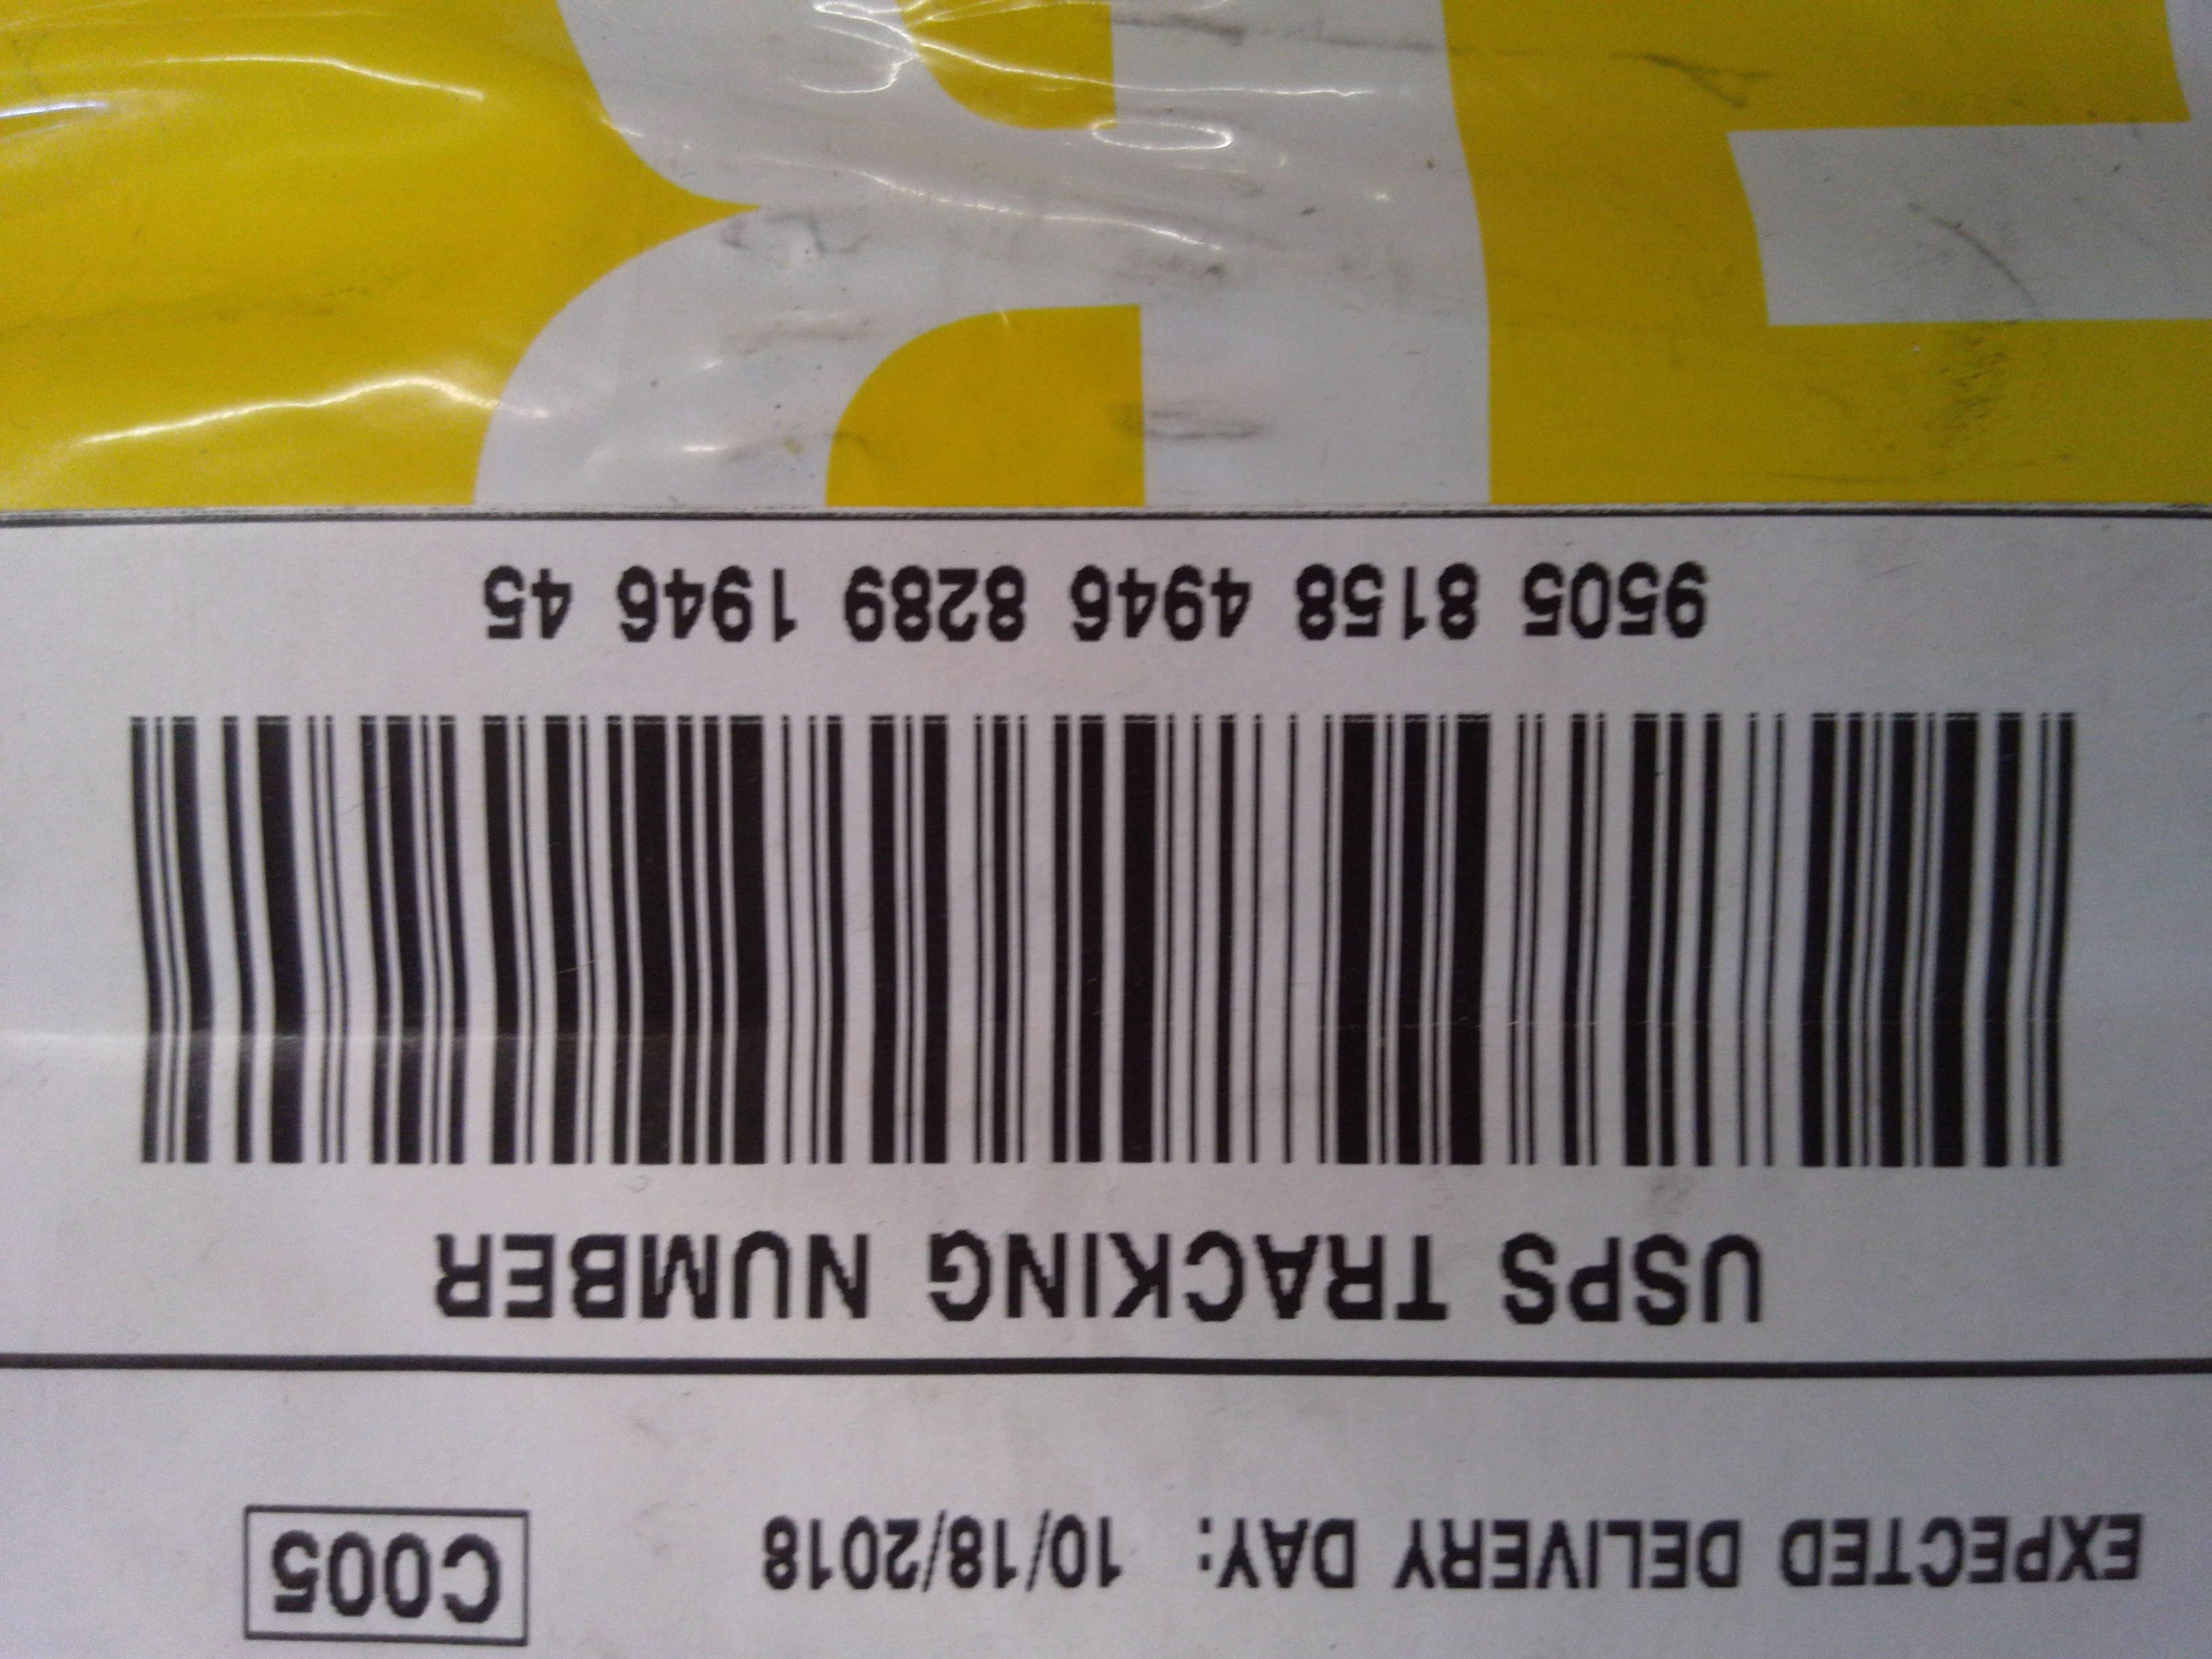 EXPECTED DELIVERY DAY: 10/18/2018
C005
USPS TRACKING NUMBER
9505 8158 4946 8289 1946 45